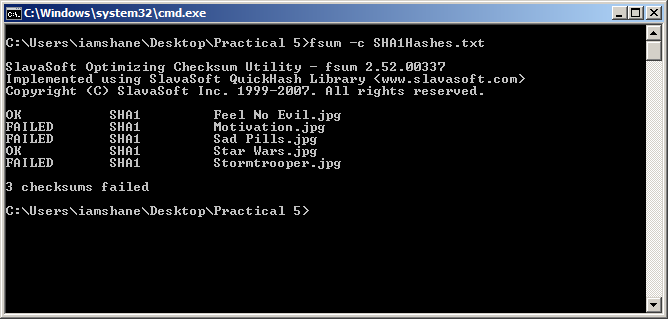 C:\Windows\system32\cmd.exe
C:\Users\iamshane\Desktop\Practical 5>fsum -c SHA1Hashes.txt
SlavaSoft Optimizing Checksum Utility - fsum 2.52.00337
Implemented using SlavaSoft QuickHash Library <www.slavasoft.com>
Copyright (C) SlavaSoft Inc. 1999-2007. All rights reserved.
OK SHA1 Feel No Evil.jpg
FAILED SHA1 Motivation.jpg
FAILED SHA1 Sad Pills.jpg
OK SHA1 Star Wars.jpg
FAILED SHA1 Stormtrooper.jpg
3 checksums failed
C:\Users\iamshane\Desktop\Practical 5>